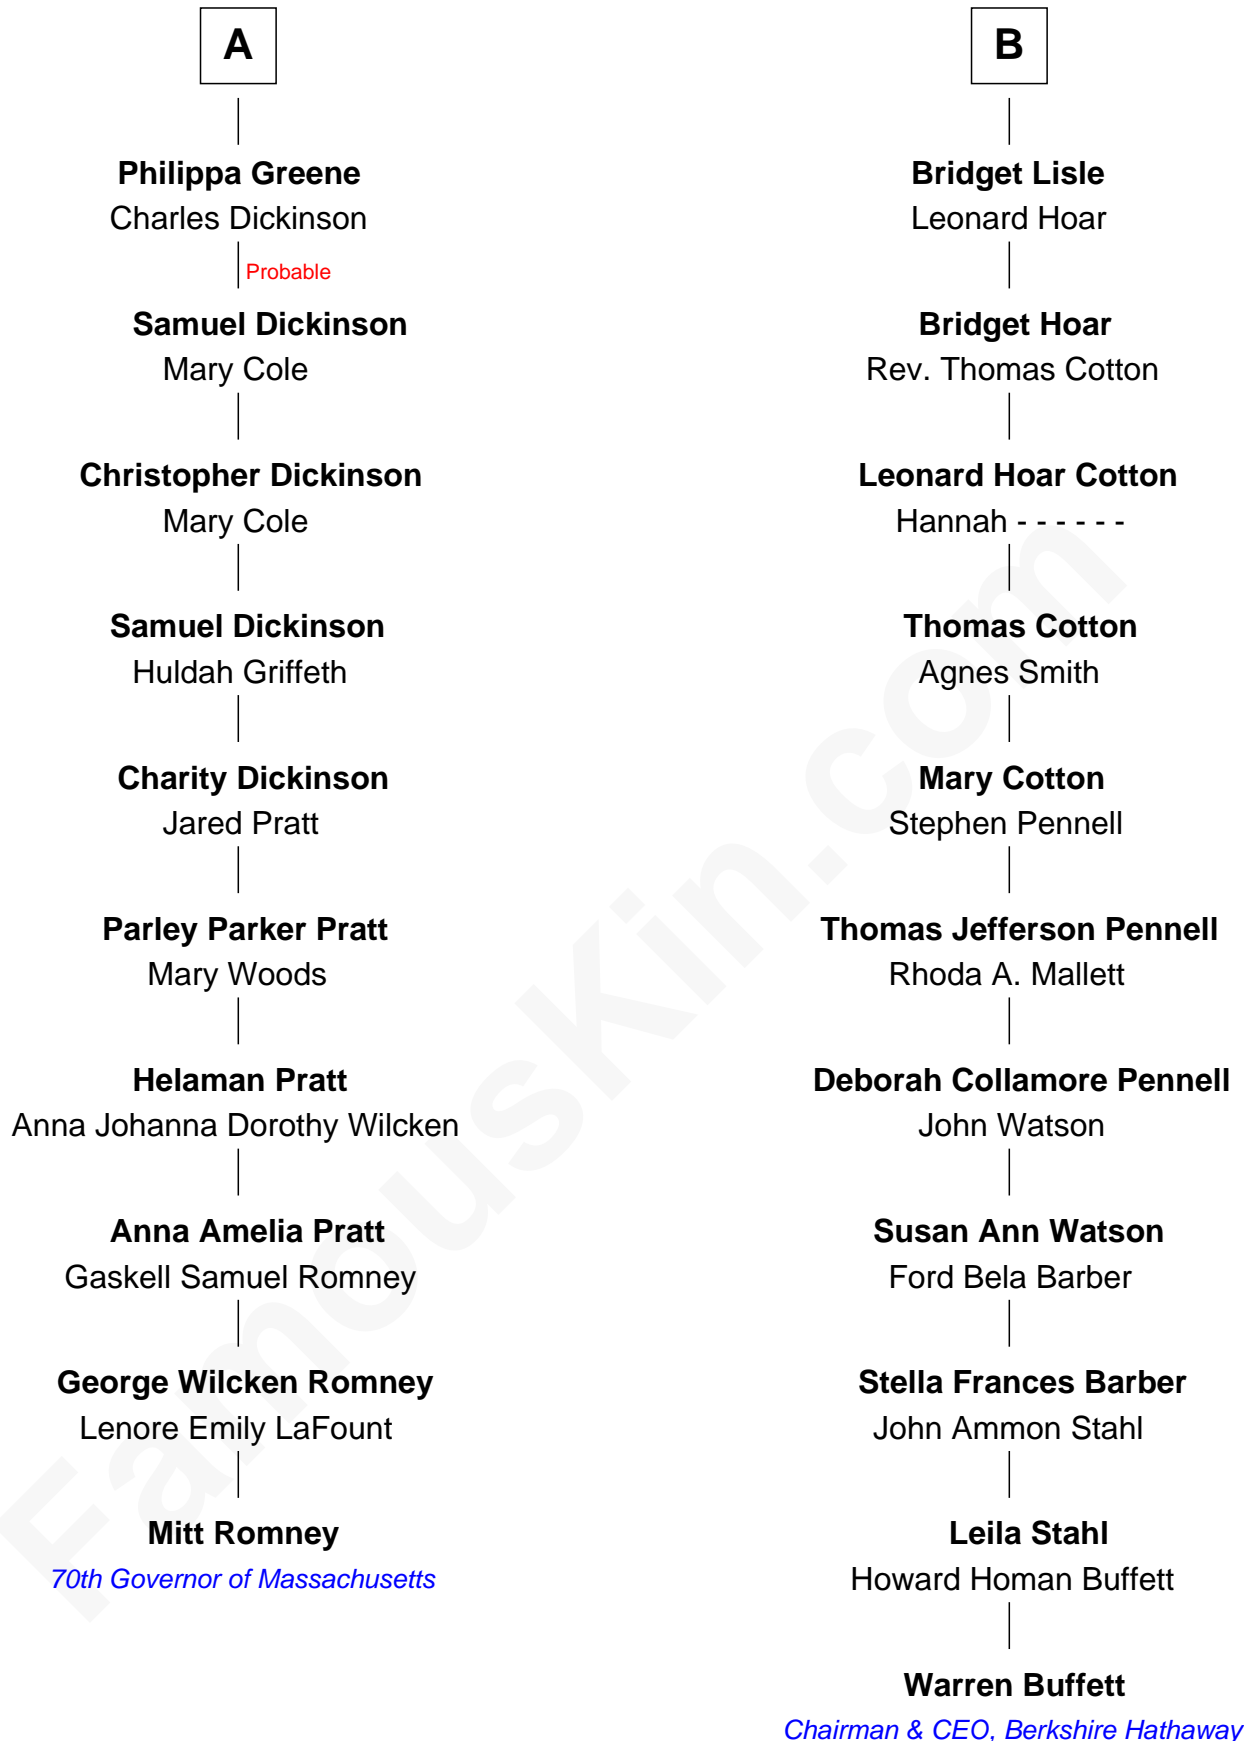 A
Philippa Greene
Charles Dickinson
Probable
Samuel Dickinson
Mary Cole
Christopher Dickinson
Mary Cole
Samuel Dickinson
Huldah Griffeth
Charity Dickinson
Jared Pratt
Parley Parker Pratt
Mary Woods
Helaman Pratt
Anna Johanna Dorothy Wilcken
Anna Amelia Pratt
Gaskell Samuel Romney
George Wilcken Romney
Lenore Emily LaFount
Mitt Romney
70th Governor of Massachusetts
B
Bridget Lisle
Leonard Hoar
Bridget Hoar
Rev. Thomas Cotton
Leonard Hoar Cotton
Hannah - - - - - -
Thomas Cotton
Agnes Smith
Mary Cotton
Stephen Pennell
Thomas Jefferson Pennell
Rhoda A. Mallett
Deborah Collamore Pennell
John Watson
Susan Ann Watson
Ford Bela Barber
Stella Frances Barber
John Ammon Stahl
Leila Stahl
Howard Homan Buffett
Warren Buffett
Chairman & CEO, Berkshire Hathaway
FamousKin.com